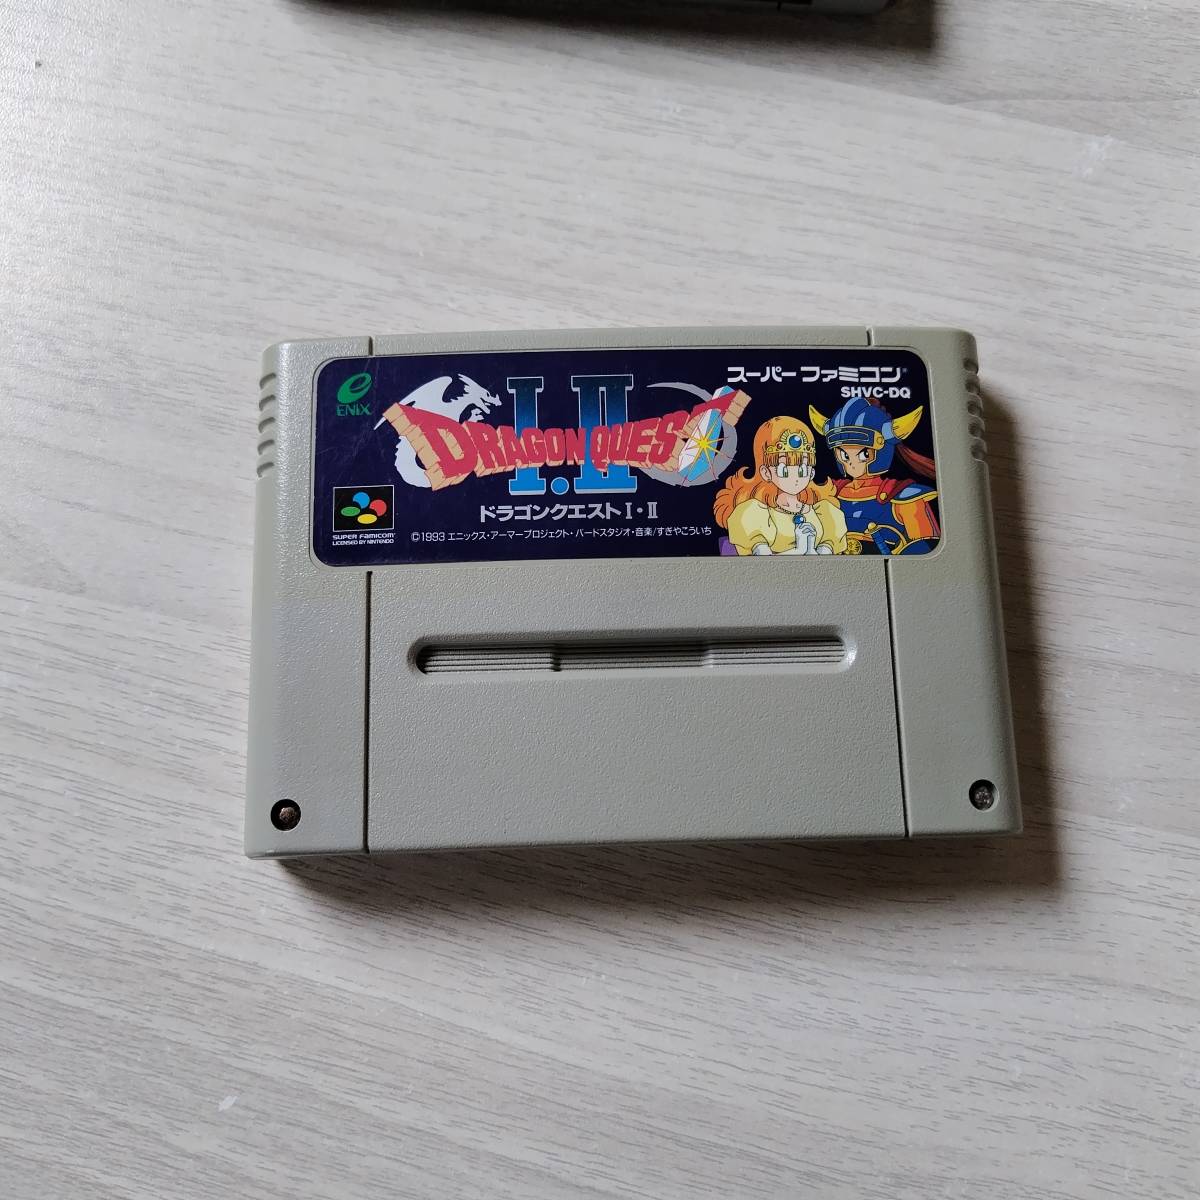 ENIX
I·II
DRAGON QUEST
スーパーファミコン
SHVC-DQ
ドラゴンクエストI・II
SUPER FAMICOM
LICENSED BY NINTENDO
©1993 エニックス・アーマープロジェクト・バードスタジオ・音楽/すぎやこういち